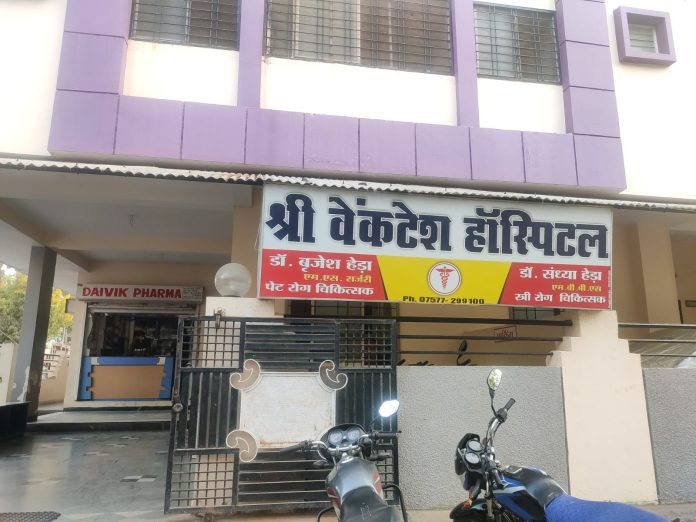 श्री वेंकटेश हॉस्पिटल
डॉ. बृजेश हेड़ा
एम.एस. सर्जरी
पेट रोग चिकित्सक
डॉ. संध्या हेड़ा
एम.बी.बी.एस
स्त्री रोग चिकित्सक
Ph. 07577- 299100
DAIVIK PHARMA